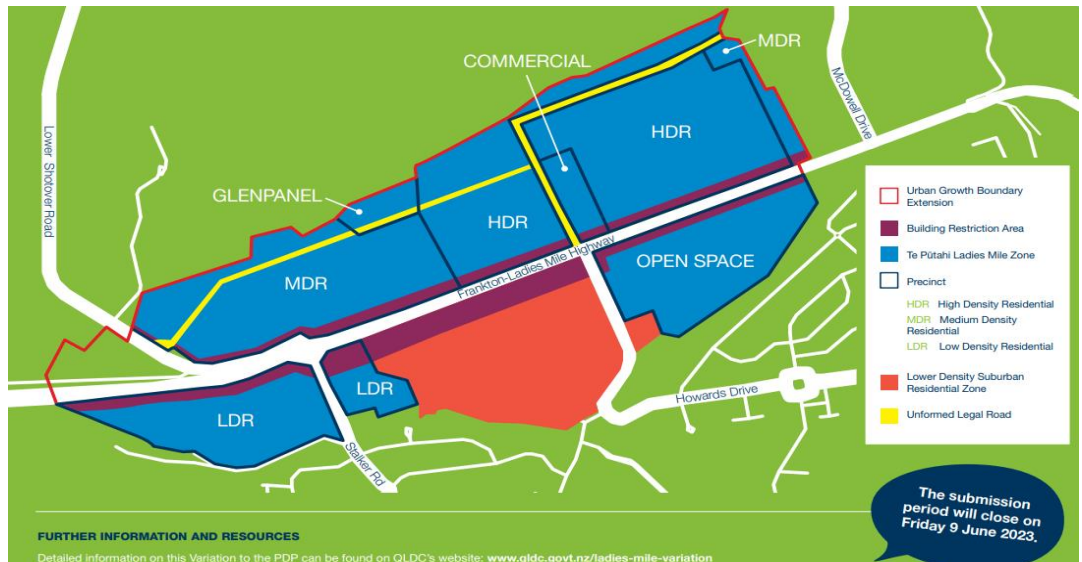 MDR
COMMERCIAL
McDowell Drive
Lower Shotover Road
HDR
GLENPANEL
HDR
OPEN SPACE
MDR
Frankton-Ladies Mile Highway
LDR
LDR
Stalker Rd
Howards Drive
Urban Growth Boundary
Extension
Building Restriction Area
Te Pūtahi Ladies Mile Zone
Precinct
HDR High Density Residential
MDR Medium Density
Residential
LDR Low Density Residential
Lower Density Suburban
Residential Zone
Unformed Legal Road
The submission
period will close on
Friday 9 June 2023.
FURTHER INFORMATION AND RESOURCES
Detailed information on this Variation to the PDP can be found on QLDC's website: www.qldc.govt.nz/ladies-mile-variation